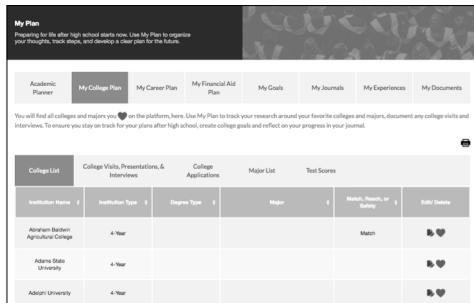 My Plan
Preparing for life after high school starts now. Use My Plan to organize
your thoughts, track steps, and develop a clear plan for the future.
Academic Planner
My College Plan
My Career Plan
My Financial Aid Plan
My Goals
My Journals
My Experiences
My Documents
You will find all colleges and majors you on the platform, here. Use My Plan to track your research around your favorite colleges and majors, document any college visits and
interviews. To ensure you stay on track for your plans after high school, create college goals and reflect on your progress in your journal.
College List
College Visits, Presentations, & Interviews
College Applications
Major List
Test Scores
Institution Name
Institution Type
Degree Type
Major
Match, Reach, or Safety
Edit/ Delete
Abraham Baldwin Agricultural College
4-Year
Match
Adams State University
4-Year
Adelphi University
4-Year